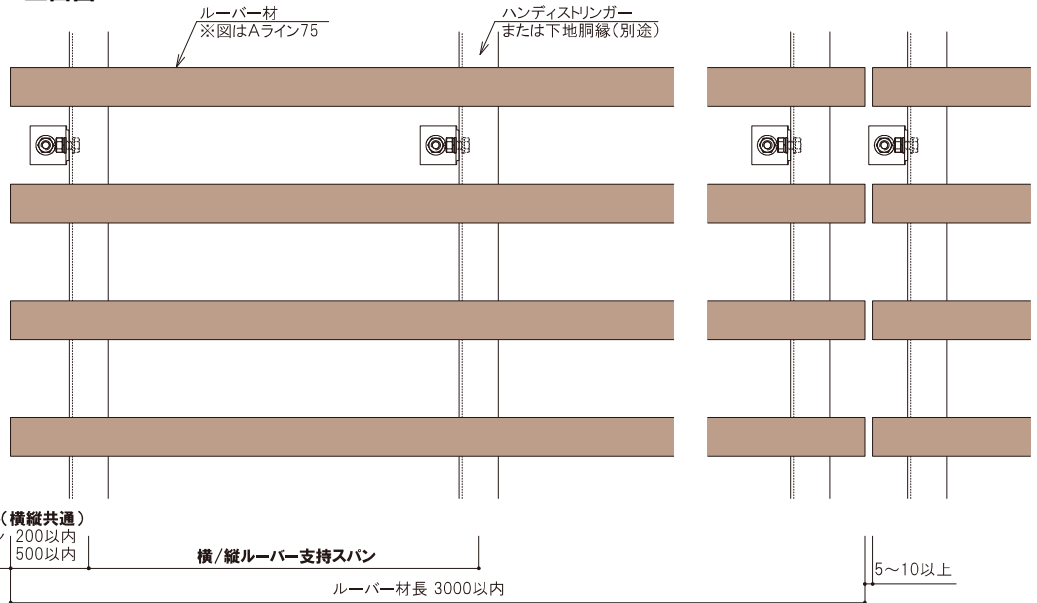 ルーバー材
※図はAライン75
ハンディストリンガー
または下地胴縁(別途)
(横縦共通)
200以内
500以内
横/縦ルーバー支持スパン
ルーバー材長 3000以内
5~10以上